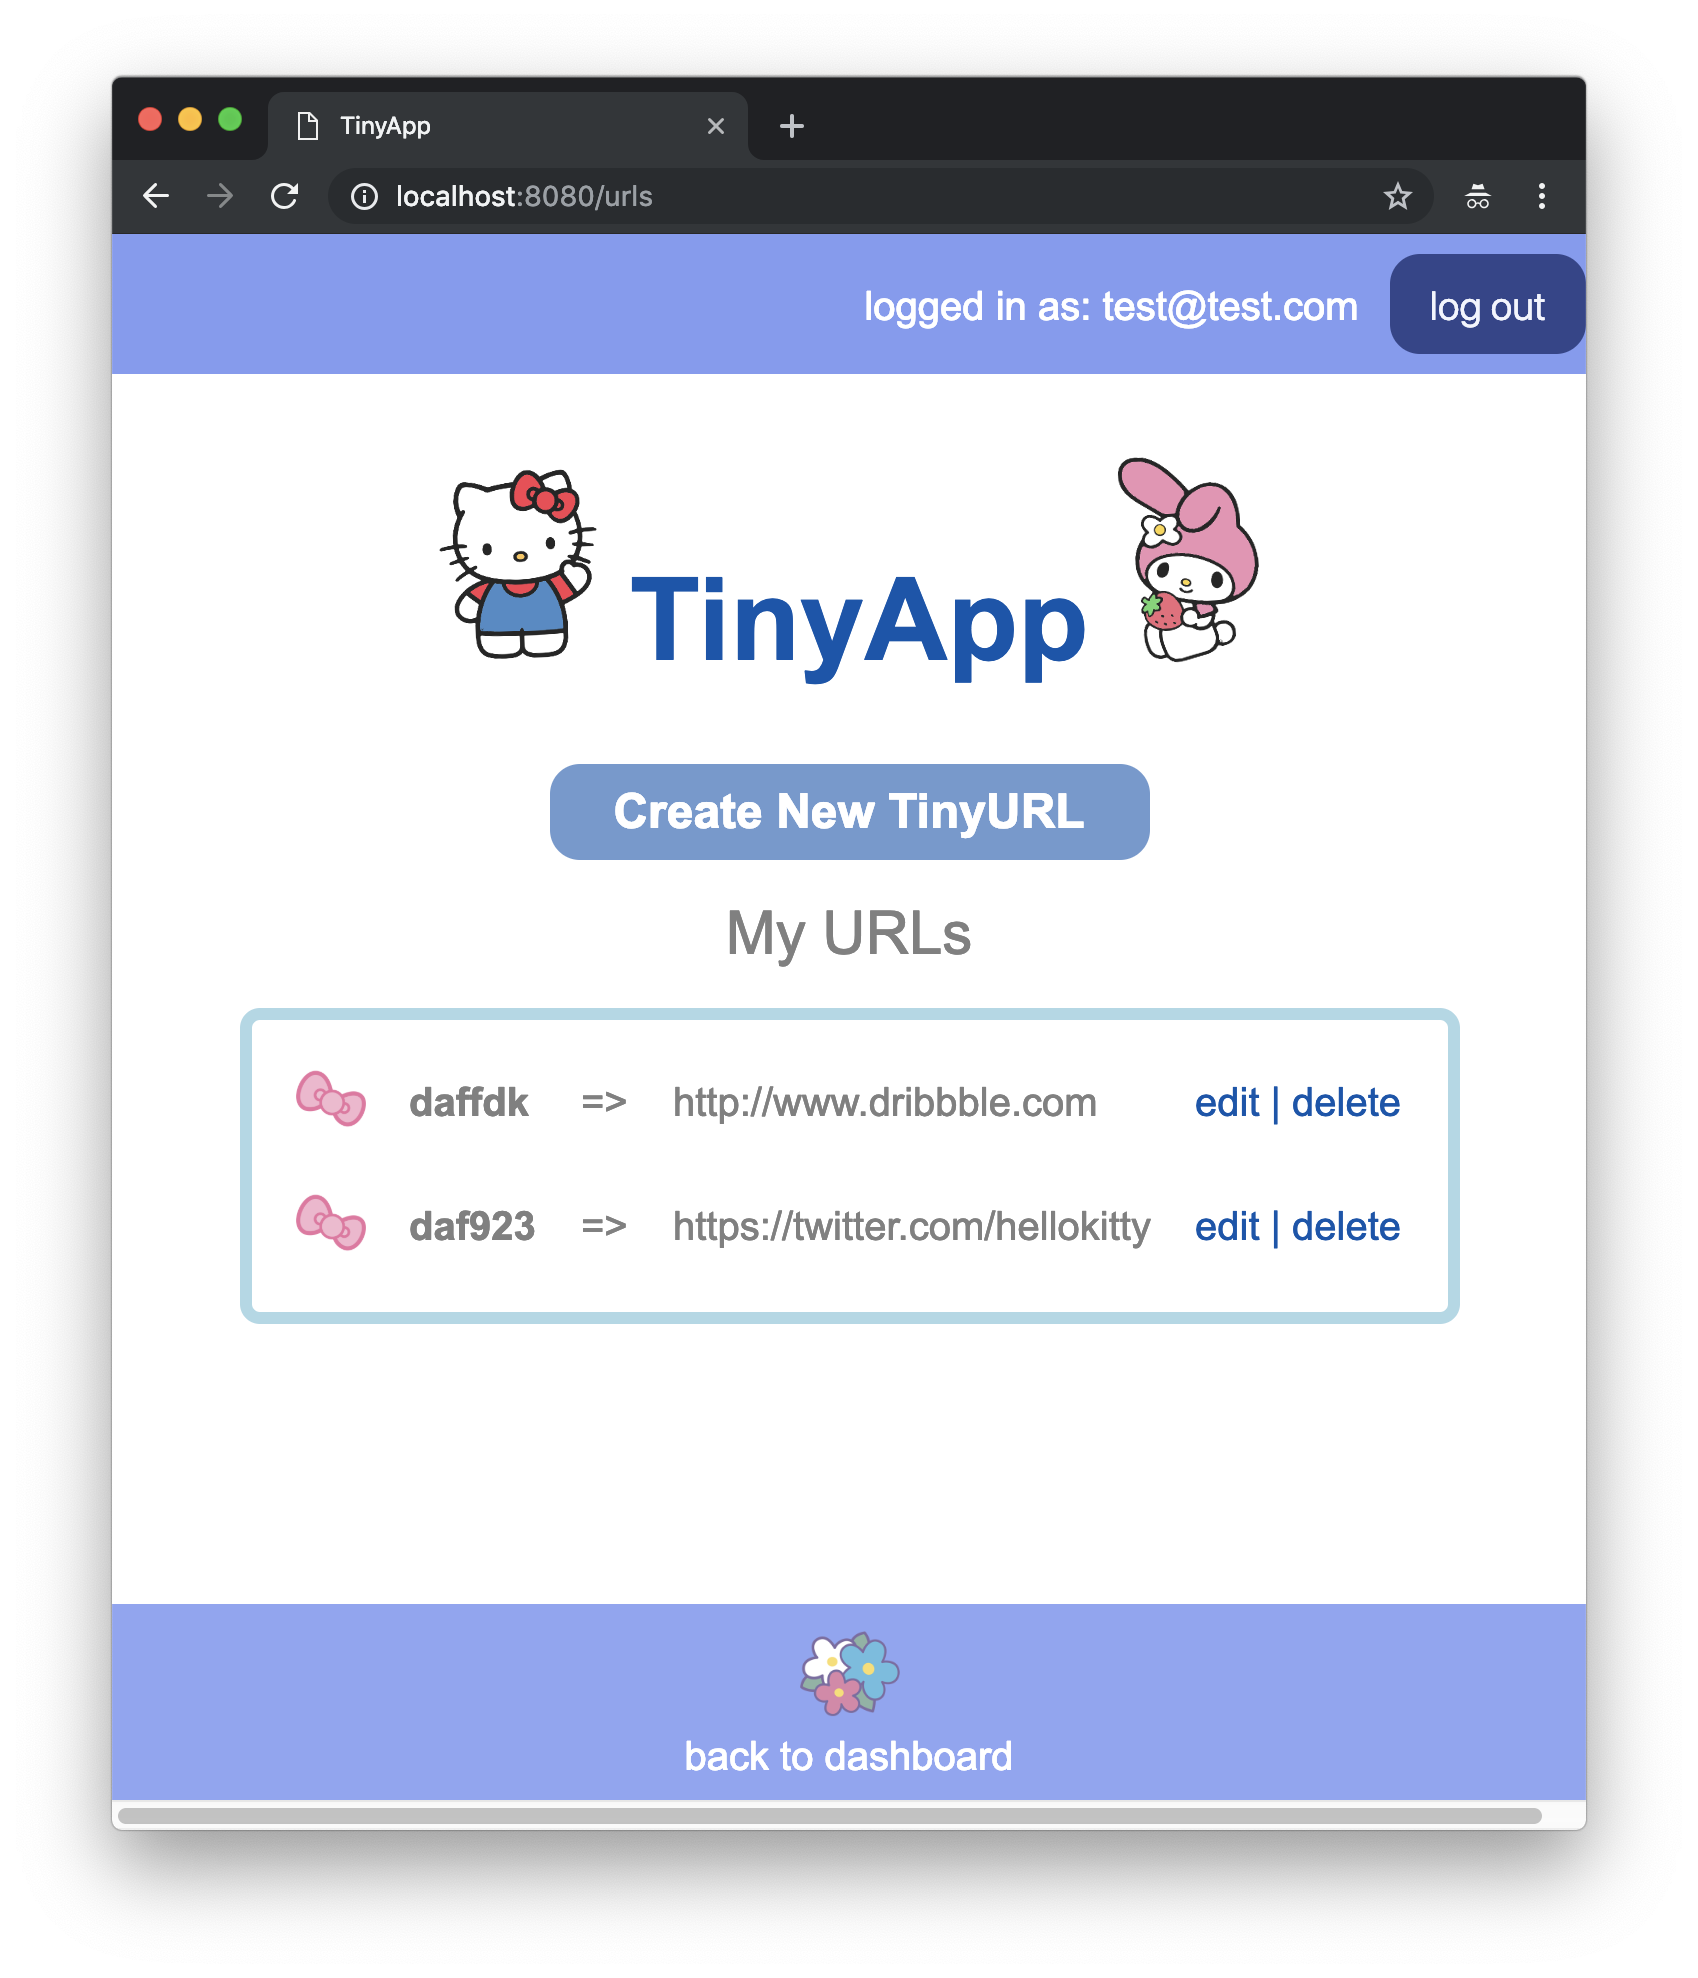 TinyApp
localhost:8080/urls
logged in as: test@test.com log out
TinyApp
Create New TinyURL
My URLs
daffdk => http://www.dribbble.com edit | delete
daf923 => https://twitter.com/hellokitty edit | delete
back to dashboard